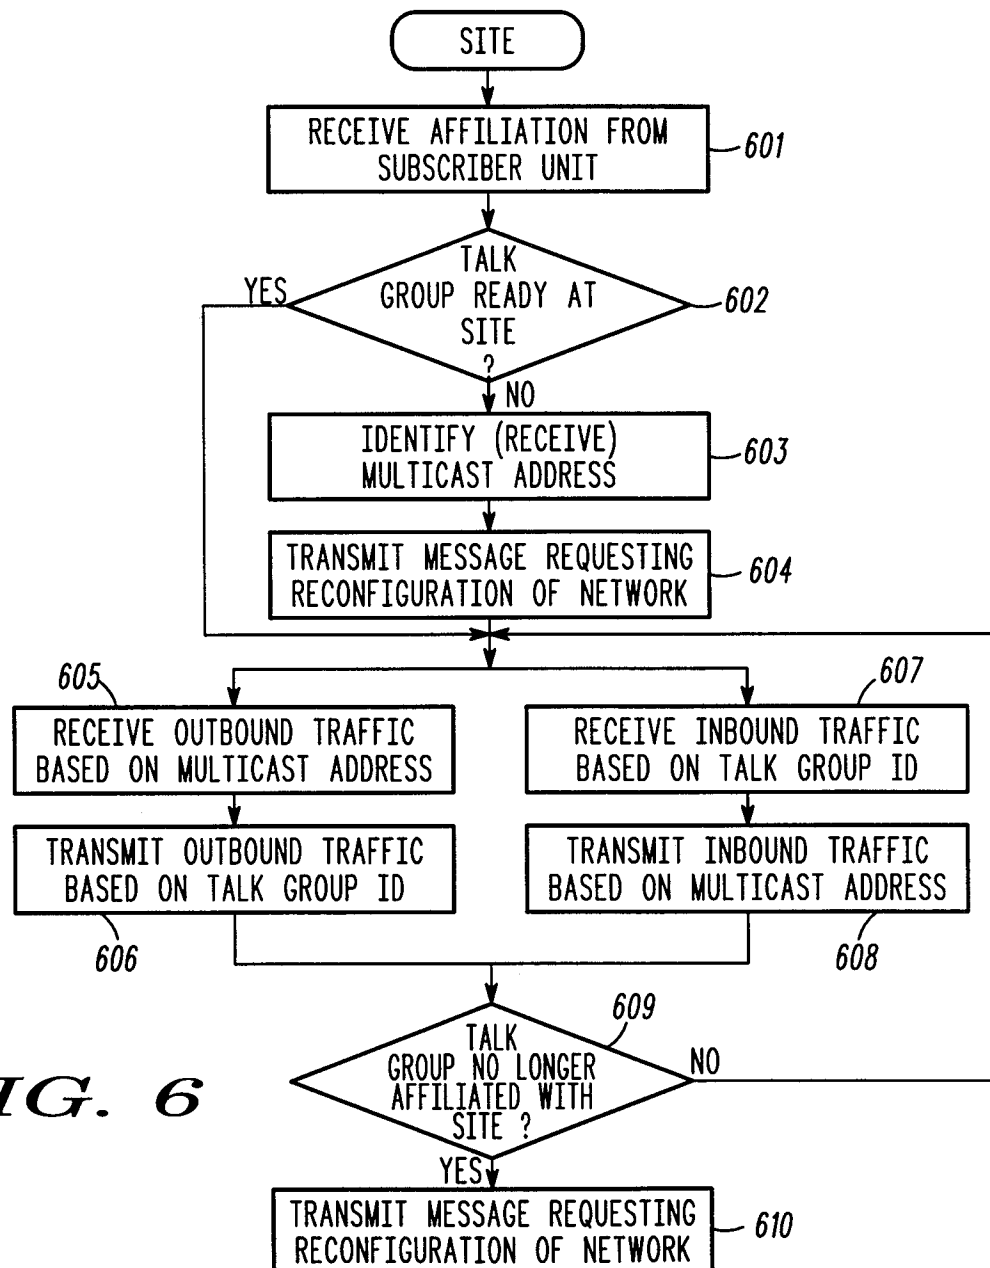 SITE
RECEIVE AFFILIATION FROM
SUBSCRIBER UNIT
601
TALK
GROUP READY AT
SITE
?
602
YES
NO
IDENTIFY (RECEIVE)
MULTICAST ADDRESS
603
TRANSMIT MESSAGE REQUESTING
RECONFIGURATION OF NETWORK
604
605
RECEIVE OUTBOUND TRAFFIC
BASED ON MULTICAST ADDRESS
607
RECEIVE INBOUND TRAFFIC
BASED ON TALK GROUP ID
TRANSMIT OUTBOUND TRAFFIC
BASED ON TALK GROUP ID
606
TRANSMIT INBOUND TRAFFIC
BASED ON MULTICAST ADDRESS
608
609
TALK
GROUP NO LONGER
AFFILIATED WITH
SITE ?
NO
YES
IG. 6
TRANSMIT MESSAGE REQUESTING
RECONFIGURATION OF NETWORK
610